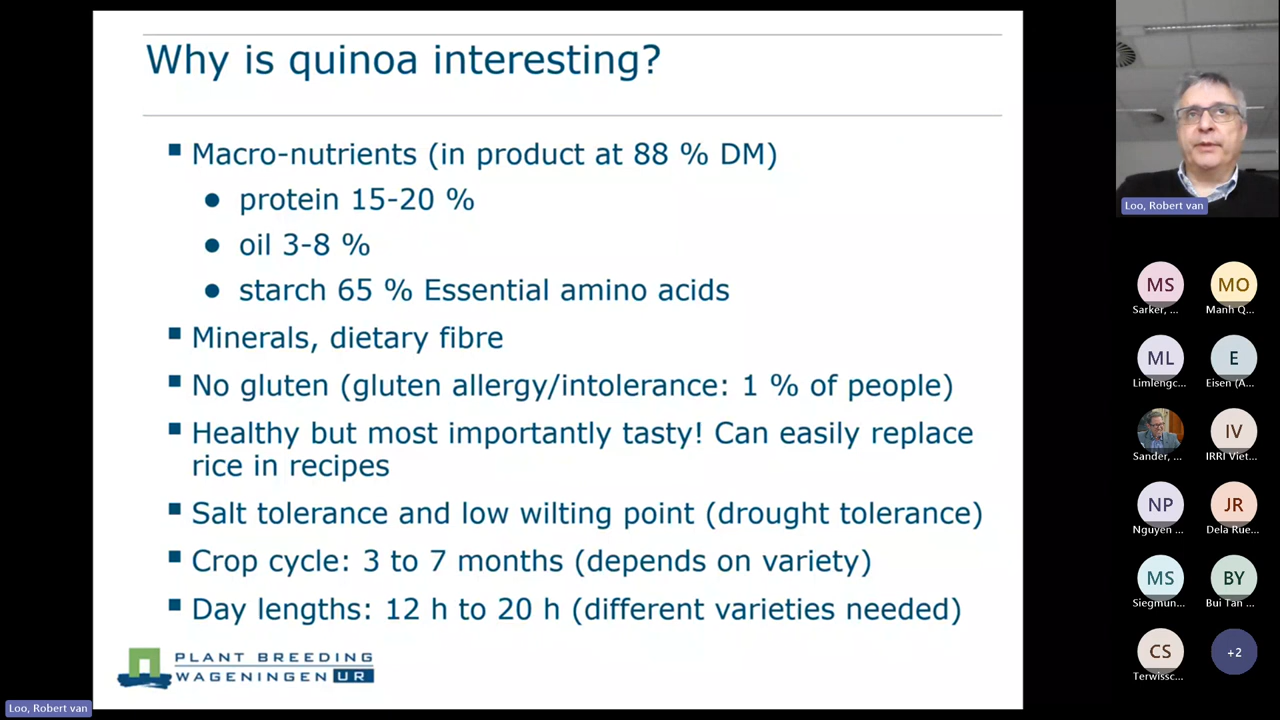 Why is quinoa interesting?
Macro-nutrients (in product at 88 % DM)
protein 15-20 %
oil 3-8 %
starch 65 % Essential amino acids
Minerals, dietary fibre
No gluten (gluten allergy/intolerance: 1 % of people)
Healthy but most importantly tasty! Can easily replace
rice in recipes
Salt tolerance and low wilting point (drought tolerance)
Crop cycle: 3 to 7 months (depends on variety)
Day lengths: 12 h to 20 h (different varieties needed)
PLANT BREEDING
WAGENINGEN UR
Loo, Robert van
Loo, Robert van
MS
Sarker, ...
MO
Manh Q...
ML
Limlengc...
E
Eisen (A...
Sander, ...
IV
IRRI Viet...
NP
Nguyen ...
JR
Dela Rue...
MS
Siegmun...
BY
Bui Tan ...
CS
Terwissc...
+2